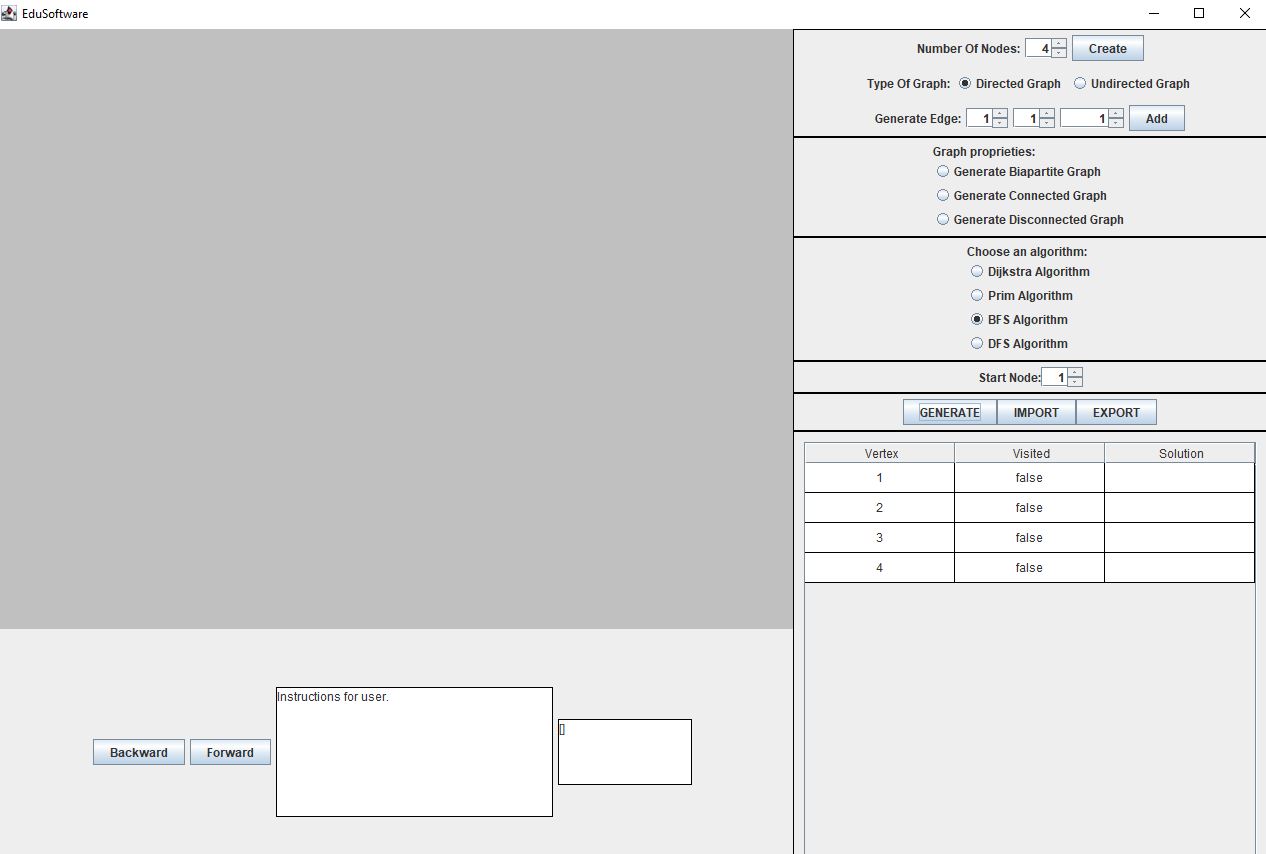 EduSoftware
Number Of Nodes: 4 Create
Type Of Graph: Directed Graph Undirected Graph
Generate Edge: 1 1 1 Add
Graph proprieties:
Generate Biapartite Graph
Generate Connected Graph
Generate Disconnected Graph
Choose an algorithm:
Dijkstra Algorithm
Prim Algorithm
BFS Algorithm
DFS Algorithm
Start Node: 1
GENERATE IMPORT EXPORT
Vertex Visited Solution
1 false
2 false
3 false
4 false
Backward Forward
Instructions for user.
[]